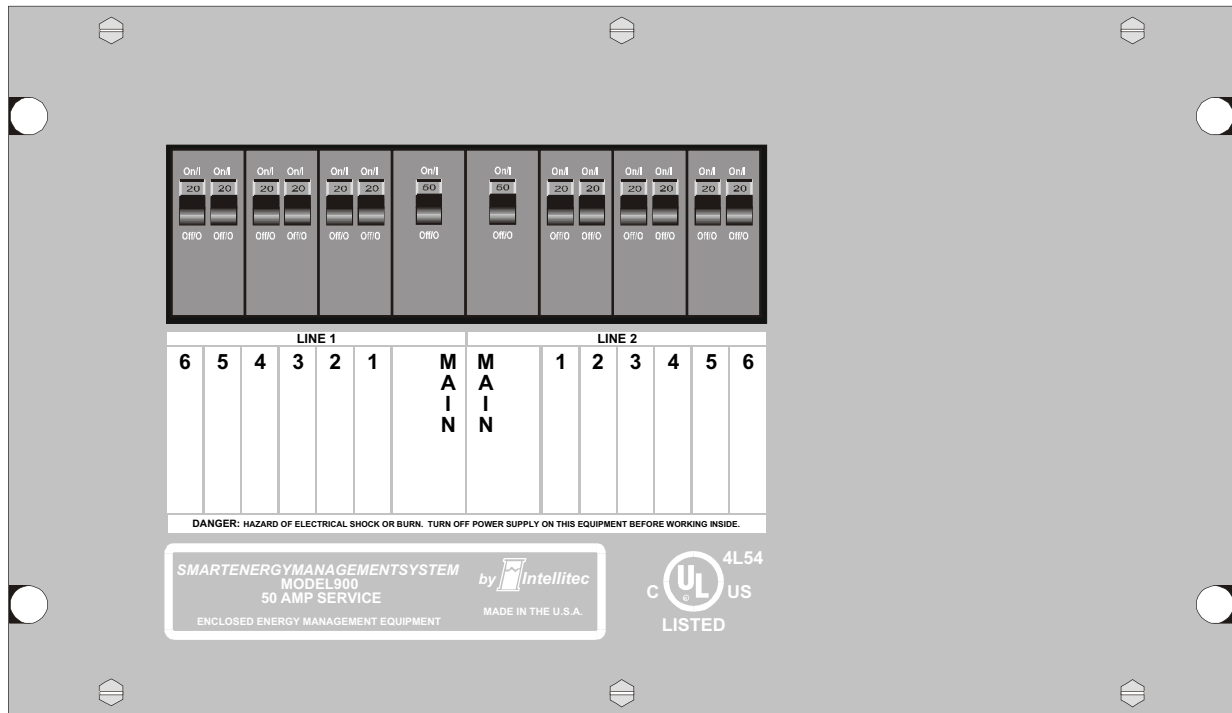 On/I On/I On/I On/I On/I On/I On/I On/I On/I On/I On/I On/I On/I On/I
20 20 20 20 20 20 50 50 20 20 20 20 20 20
Off/O Off/O Off/O Off/O Off/O Off/O Off/O Off/O Off/O Off/O Off/O Off/O Off/O Off/O
LINE 1 LINE 2
6 5 4 3 2 1 MAIN MAIN 1 2 3 4 5 6
DANGER: HAZARD OF ELECTRICAL SHOCK OR BURN. TURN OFF POWER SUPPLY ON THIS EQUIPMENT BEFORE WORKING INSIDE.
SMARTENERGYMANAGEMENTSYSTEM
MODEL900
50 AMP SERVICE
ENCLOSED ENERGY MANAGEMENT EQUIPMENT
by Intellitec
MADE IN THE U.S.A.
4L54
C UL US
®
LISTED